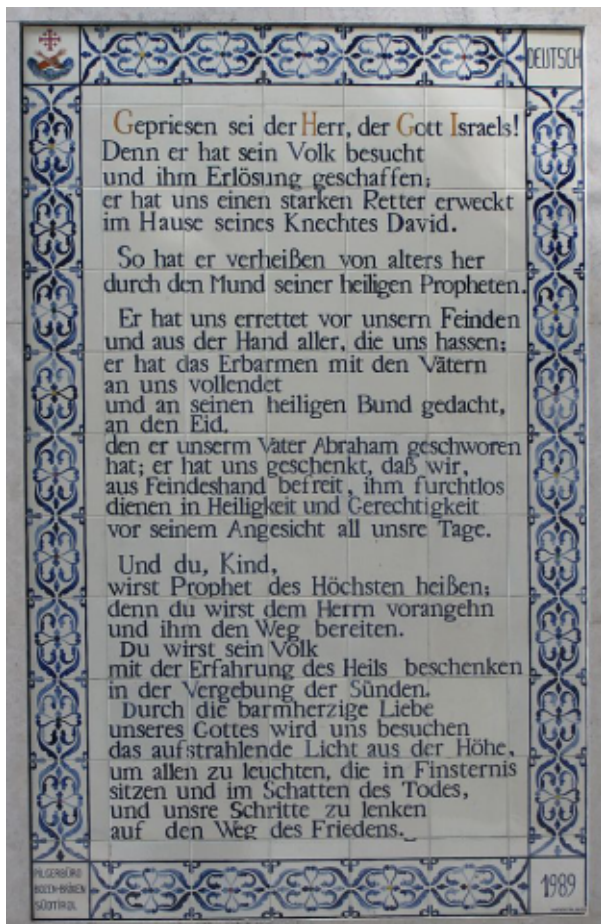 DEUTSCH
Gepriesen sei der Herr, der Gott Israels!
Denn er hat sein Volk besucht
und ihm Erlösung geschaffen;
er hat uns einen starken Retter erweckt
im Hause seines Knechtes David.
So hat er verheißen von alters her
durch den Mund seiner heiligen Propheten.
Er hat uns errettet vor unsern Feinden
und aus der Hand aller, die uns hassen;
er hat das Erbarmen mit den Vätern
an uns vollendet
und an seinen heiligen Bund gedacht,
an den Eid,
den er unserm Vater Abraham geschworen
hat; er hat uns geschenkt, daß wir,
aus Feindeshand befreit, ihm furchtlos
dienen in Heiligkeit und Gerechtigkeit
vor seinem Angesicht all unsre Tage.
Und du, Kind,
wirst Prophet des Höchsten heißen;
denn du wirst dem Herrn vorangehn
und ihm den Weg bereiten.
Du wirst sein Volk
mit der Erfahrung des Heils beschenken
in der Vergebung der Sünden.
Durch die barmherzige Liebe
unseres Gottes wird uns besuchen
das aufstrahlende Licht aus der Höhe,
um allen zu leuchten, die in Finsternis
sitzen und im Schatten des Todes,
und unsre Schritte zu lenken
auf den Weg des Friedens.
PILGERBÜRO
BOZEN-BRIXEN
SÜDTIROL
1989